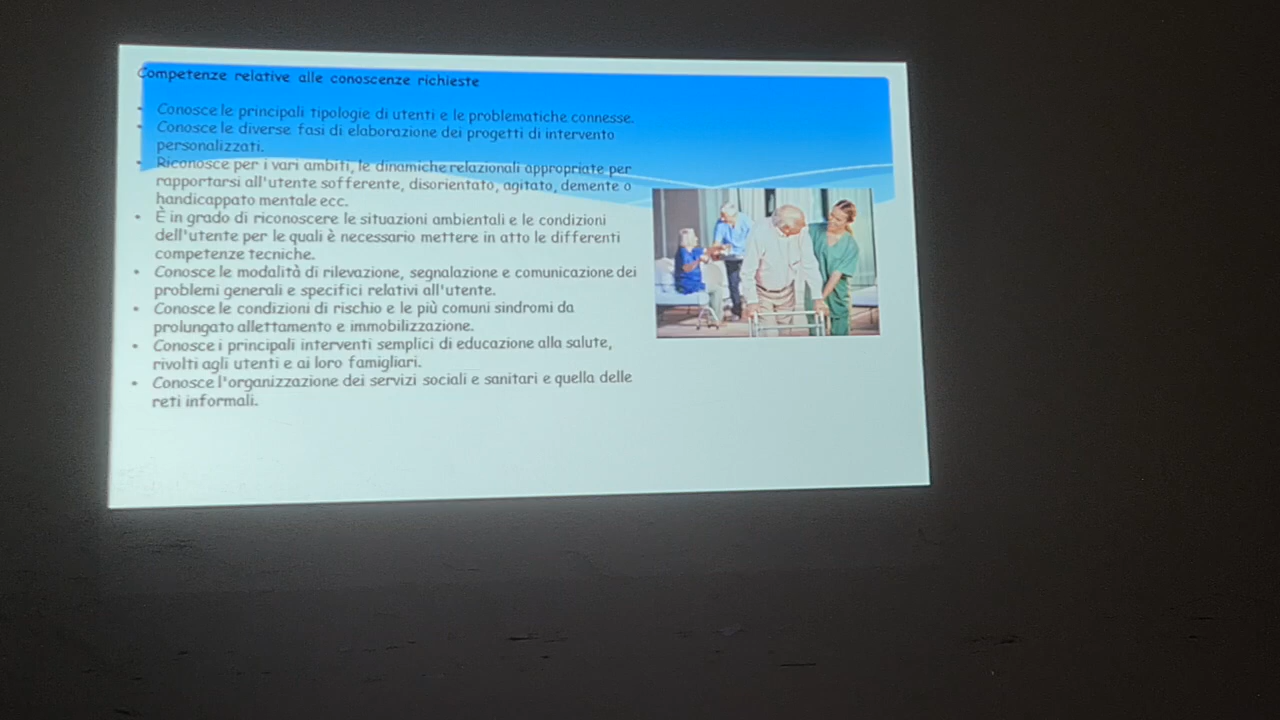 Competenze relative alle conoscenze richieste
• Conosce le principali tipologie di utenti e le problematiche connesse.
• Conosce le diverse fasi di elaborazione dei progetti di intervento
personalizzati.
• Riconosce per i vari ambiti, le dinamiche relazionali appropriate per
rapportarsi all'utente sofferente, disorientato, agitato, demente o
handicappato mentale ecc.
• È in grado di riconoscere le situazioni ambientali e le condizioni
dell'utente per le quali è necessario mettere in atto le differenti
competenze tecniche.
• Conosce le modalità di rilevazione, segnalazione e comunicazione dei
problemi generali e specifici relativi all'utente.
• Conosce le condizioni di rischio e le più comuni sindromi da
prolungato allettamento e immobilizzazione.
• Conosce i principali interventi semplici di educazione alla salute,
rivolti agli utenti e ai loro famigliari.
• Conosce l'organizzazione dei servizi sociali e sanitari e quella delle
reti informali.